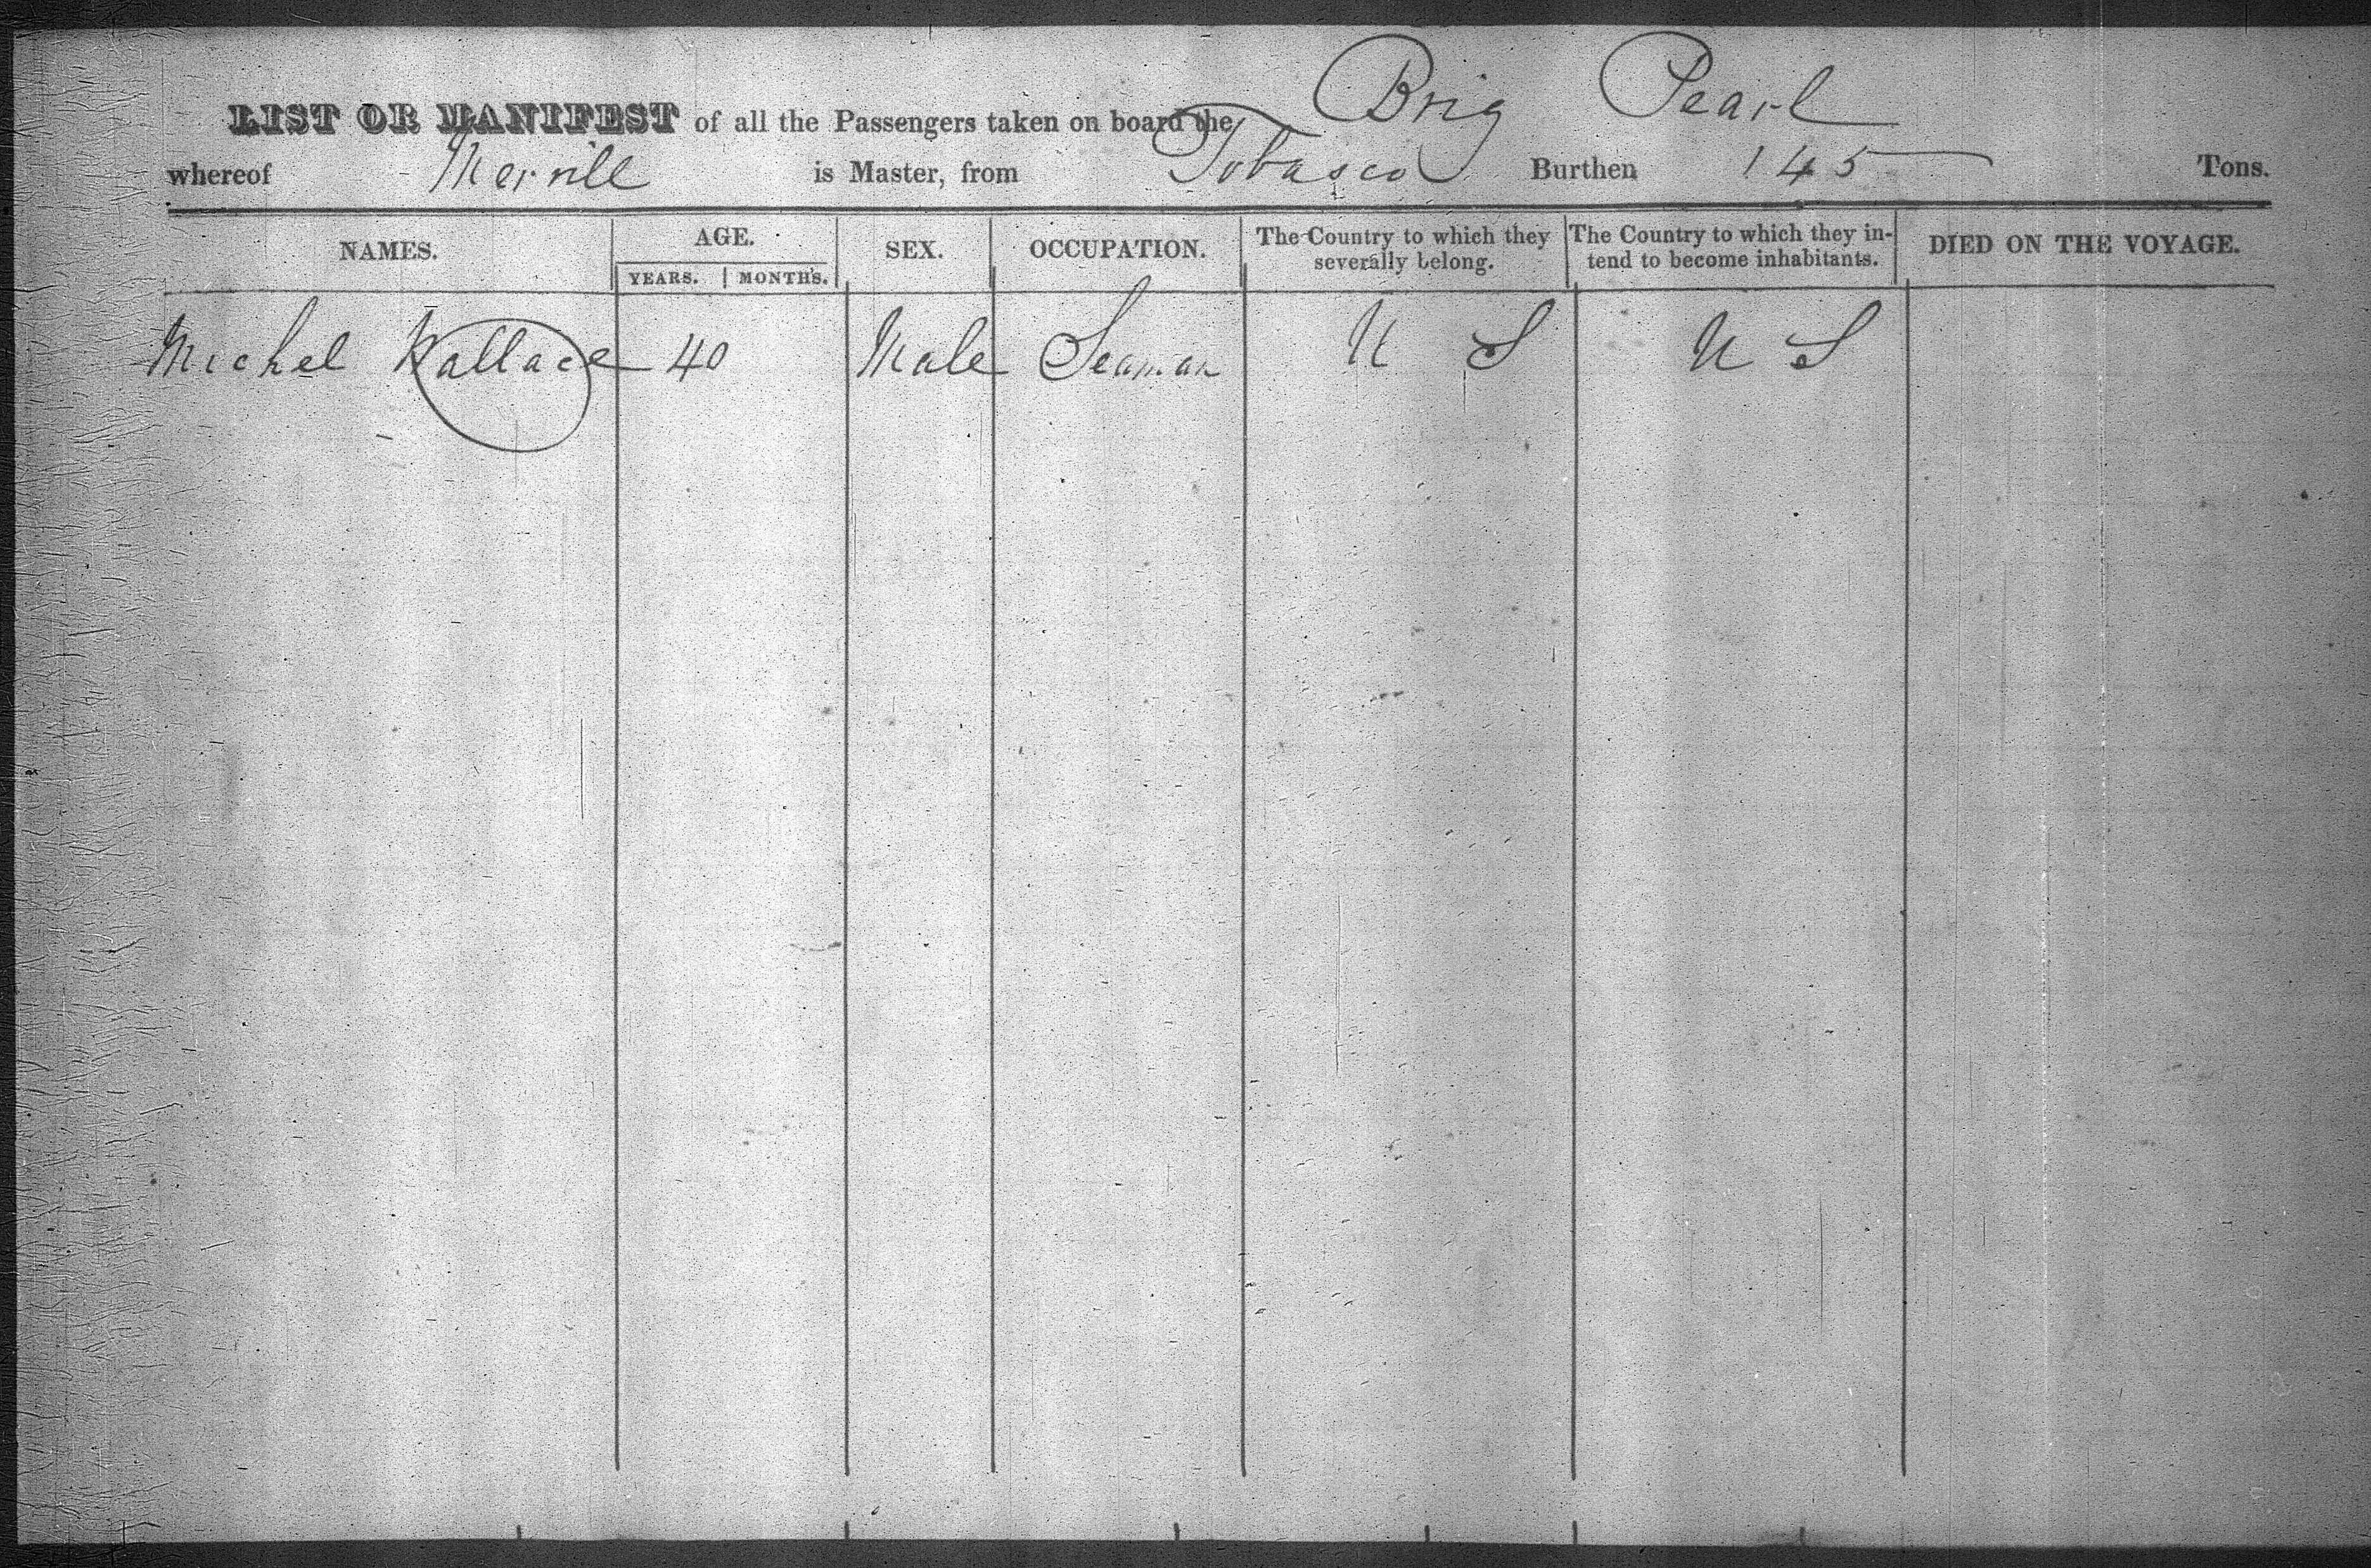 LIST OR MANIFEST of all the Passengers taken on board the Brig Pearl
whereof Merrill is Master, from Tobasco Burthen 145 Tons.
NAMES. AGE. SEX. OCCUPATION. The Country to which they severally belong. The Country to which they intend to become inhabitants. DIED ON THE VOYAGE.
YEARS. MONTHS.
Michel Wallace 40 Male Seaman U S U S